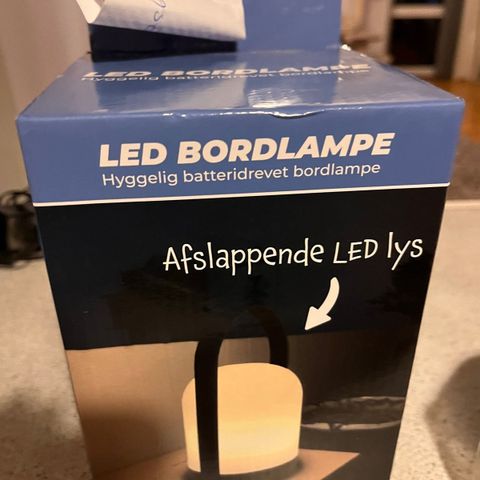 LED BORDLAMPE
Hyggelig batteridrevet bordlampe
LED BORDLAMPE
Hyggelig batteridrevet bordlampe
Afslappende LED lys